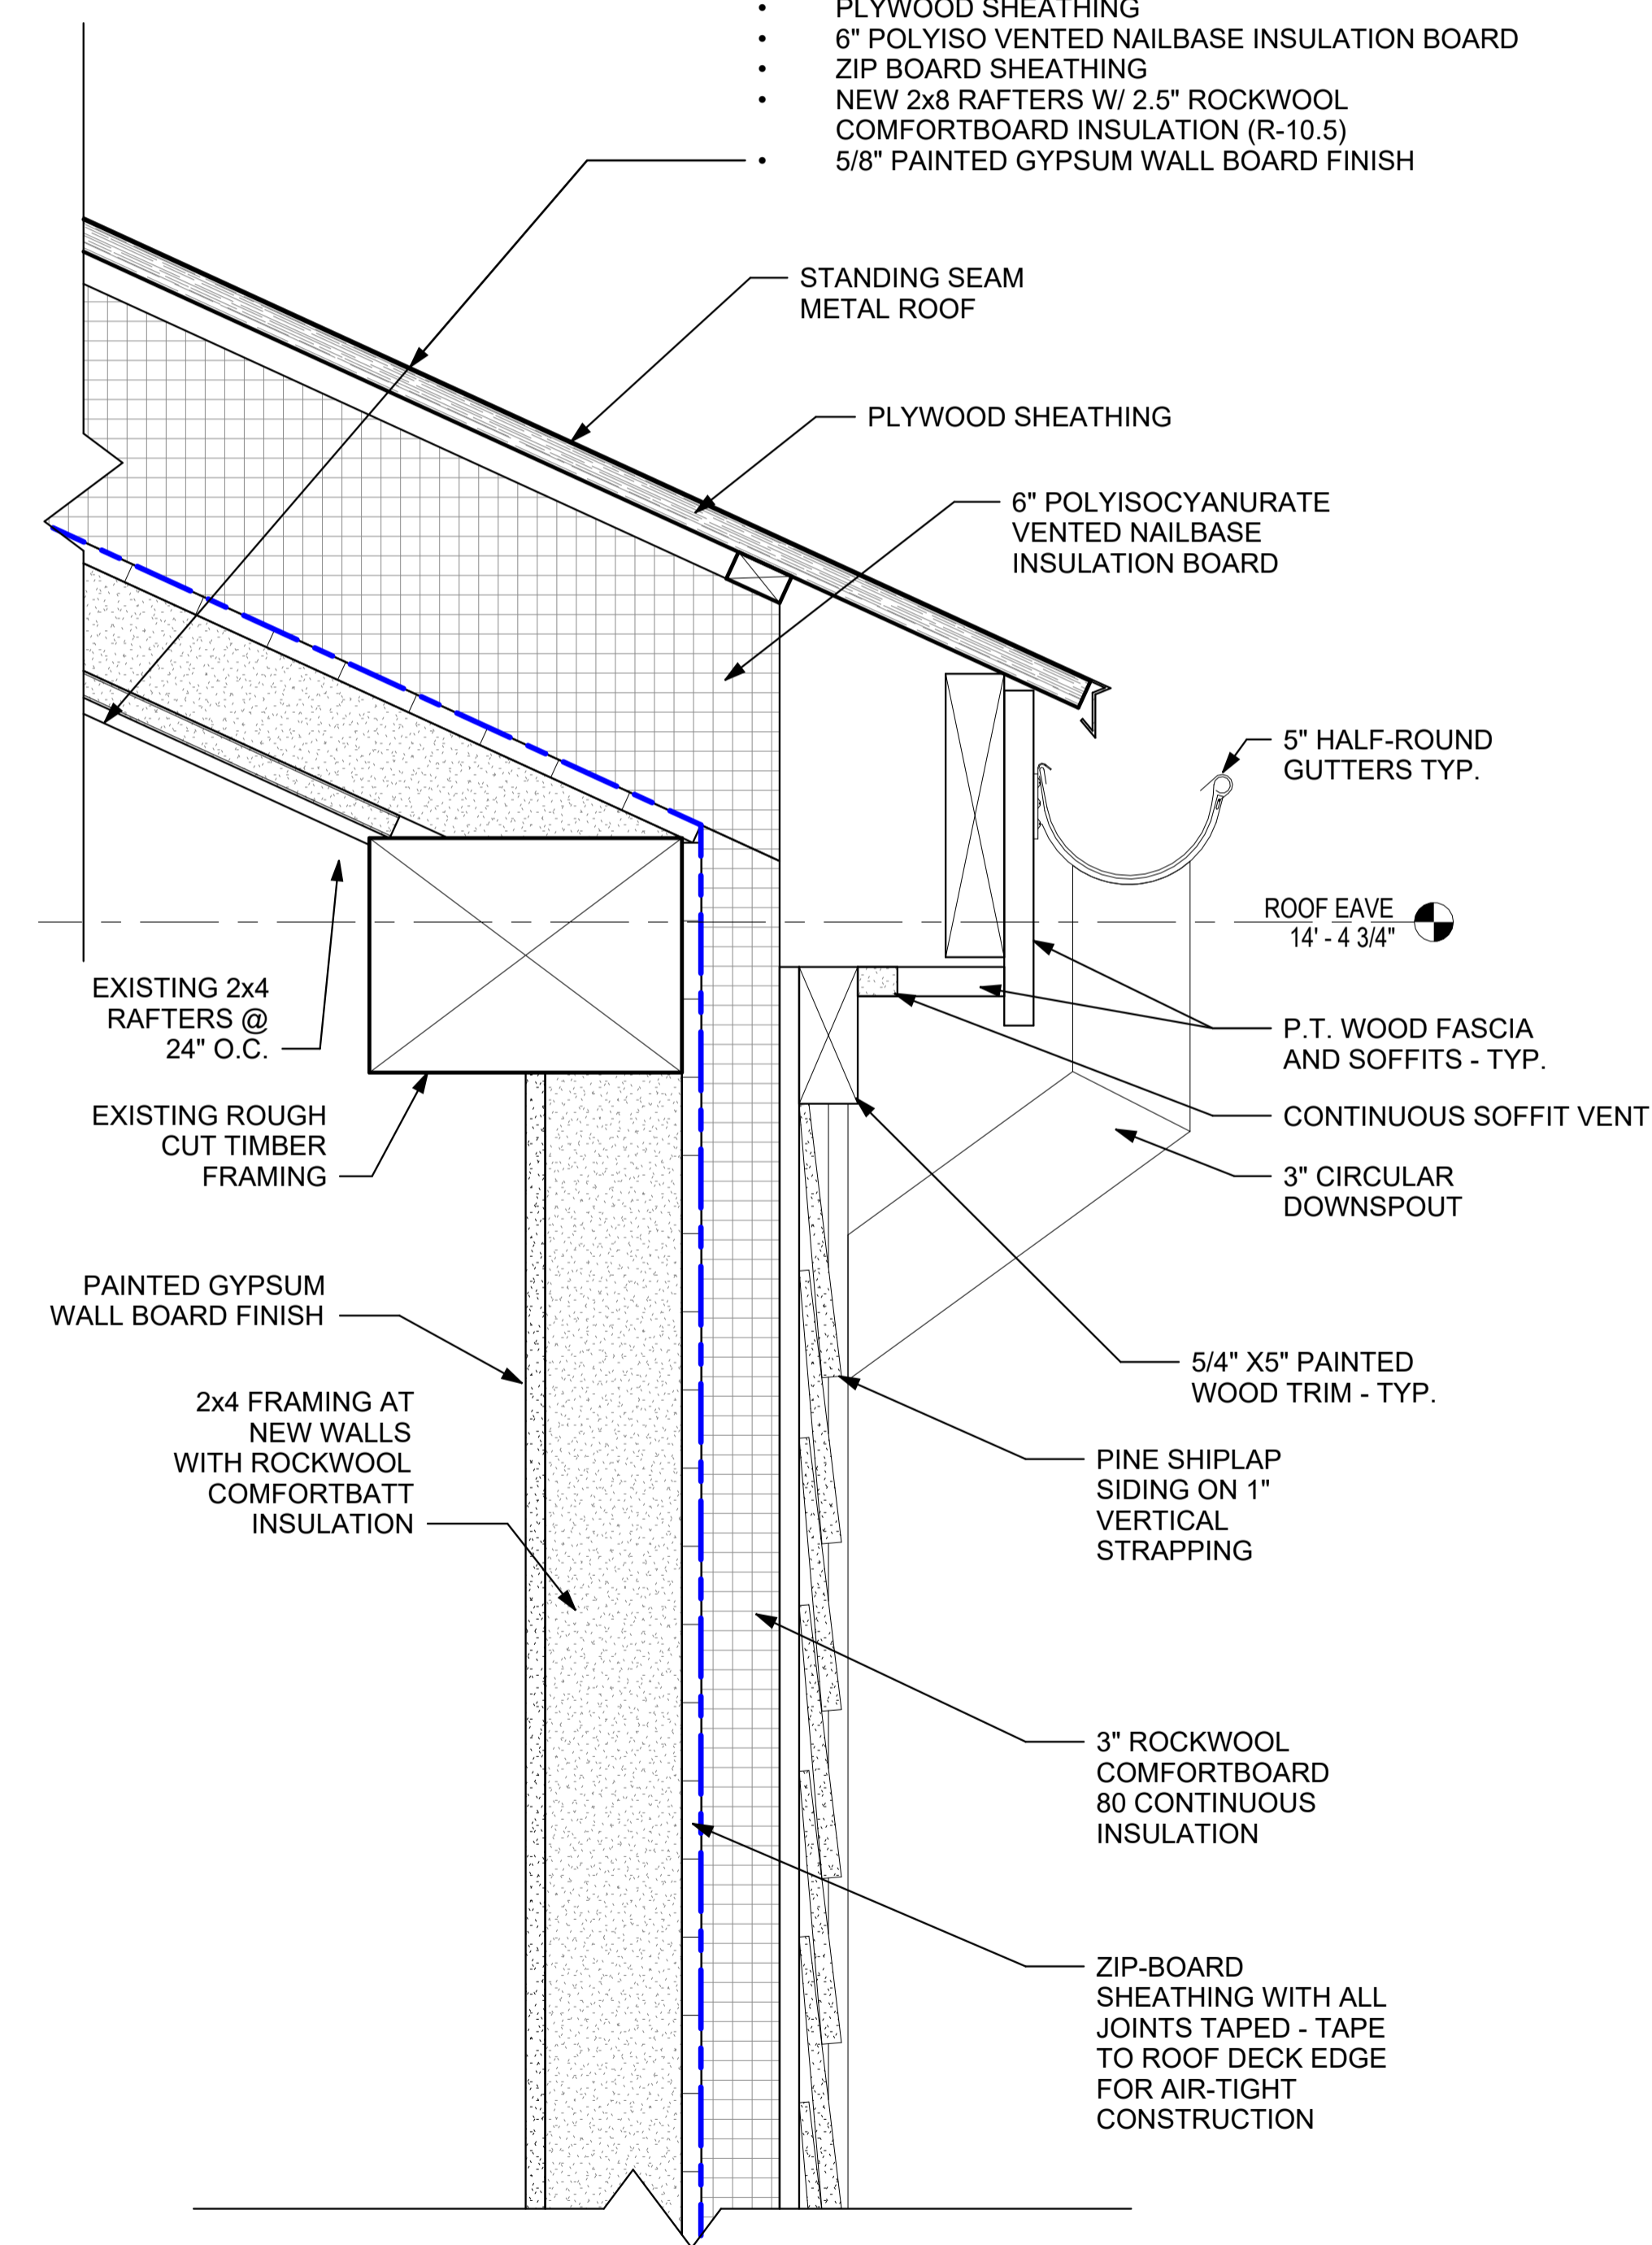 • PLYWOOD SHEATHING
• 6" POLYISO VENTED NAILBASE INSULATION BOARD
• ZIP BOARD SHEATHING
• NEW 2x8 RAFTERS W/ 2.5" ROCKWOOL
COMFORTBOARD INSULATION (R-10.5)
• 5/8" PAINTED GYPSUM WALL BOARD FINISH
STANDING SEAM
METAL ROOF
PLYWOOD SHEATHING
6" POLYISOCYANURATE
VENTED NAILBASE
INSULATION BOARD
5" HALF-ROUND
GUTTERS TYP.
ROOF EAVE
14' - 4 3/4"
EXISTING 2x4
RAFTERS @
24" O.C.
P.T. WOOD FASCIA
AND SOFFITS - TYP.
CONTINUOUS SOFFIT VENT
EXISTING ROUGH
CUT TIMBER
FRAMING
3" CIRCULAR
DOWNSPOUT
PAINTED GYPSUM
WALL BOARD FINISH
5/4" X5" PAINTED
WOOD TRIM - TYP.
2x4 FRAMING AT
NEW WALLS
WITH ROCKWOOL
COMFORTBATT
INSULATION
PINE SHIPLAP
SIDING ON 1"
VERTICAL
STRAPPING
3" ROCKWOOL
COMFORTBOARD
80 CONTINUOUS
INSULATION
ZIP-BOARD
SHEATHING WITH ALL
JOINTS TAPED - TAPE
TO ROOF DECK EDGE
FOR AIR-TIGHT
CONSTRUCTION